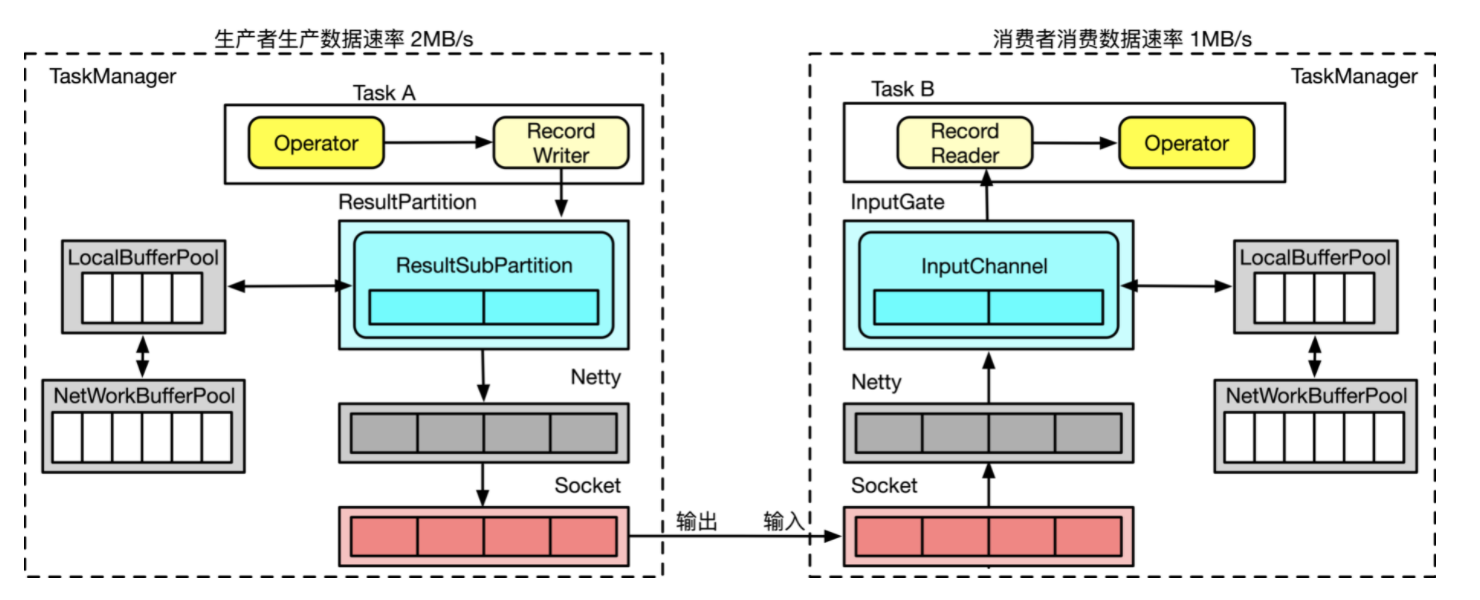 生产者生产数据速率 2MB/s
TaskManager
Task A
Operator
Record
Writer
ResultPartition
LocalBufferPool
ResultSubPartition
NetWorkBufferPool
Netty
Socket
输出
输入
消费者消费数据速率 1MB/s
TaskManager
Task B
Record
Reader
Operator
InputGate
InputChannel
LocalBufferPool
Netty
NetWorkBufferPool
Socket